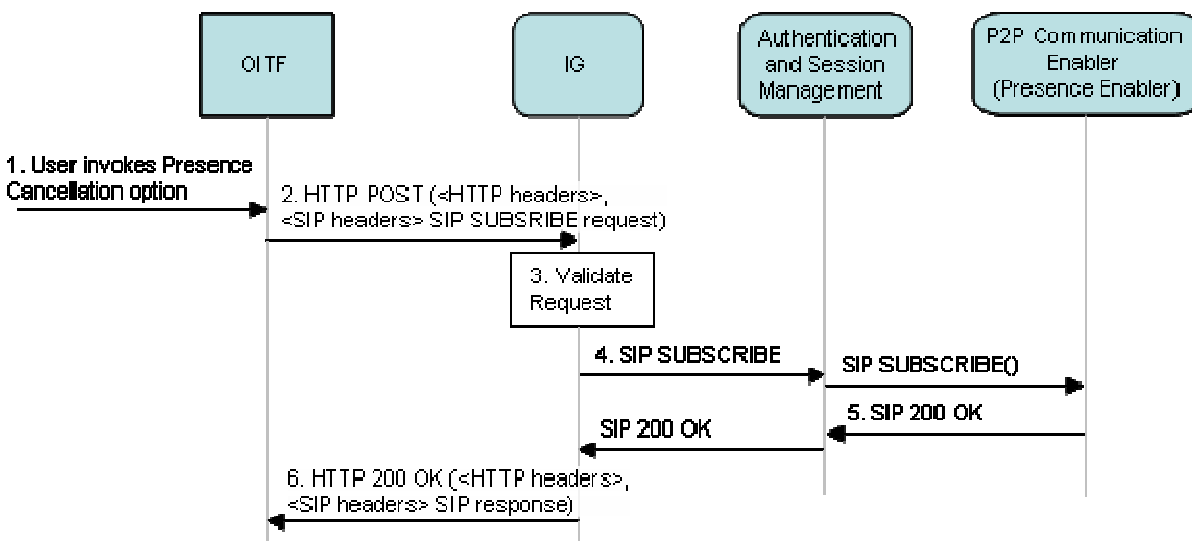 OITF
IG
Authentication
and Session
Management
P2P Communication
Enabler
(Presence Enabler)
1. User invokes Presence
Cancellation option
2. HTTP POST (<HTTP headers>,
<SIP headers> SIP SUBSRIBE request)
3. Validate
Request
4. SIP SUBSCRIBE
SIP SUBSCRIBE()
5. SIP 200 OK
SIP 200 OK
6. HTTP 200 OK (<HTTP headers>,
<SIP headers> SIP response)